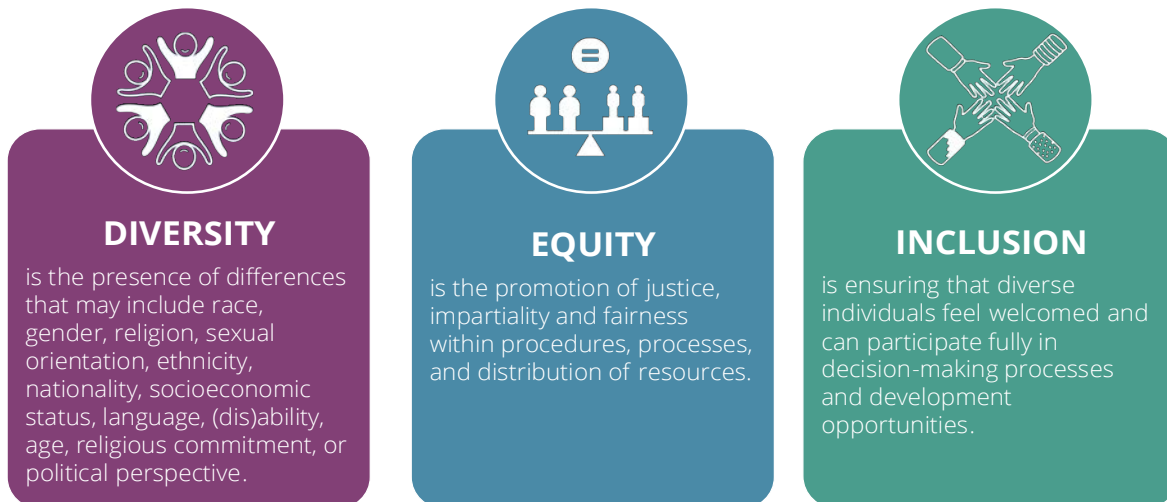 DIVERSITY
is the presence of differences
that may include race,
gender, religion, sexual
orientation, ethnicity,
nationality, socioeconomic
status, language, (dis)ability,
age, religious commitment, or
political perspective.
EQUITY
is the promotion of justice,
impartiality and fairness
within procedures, processes,
and distribution of resources.
INCLUSION
is ensuring that diverse
individuals feel welcomed and
can participate fully in
decision-making processes
and development
opportunities.